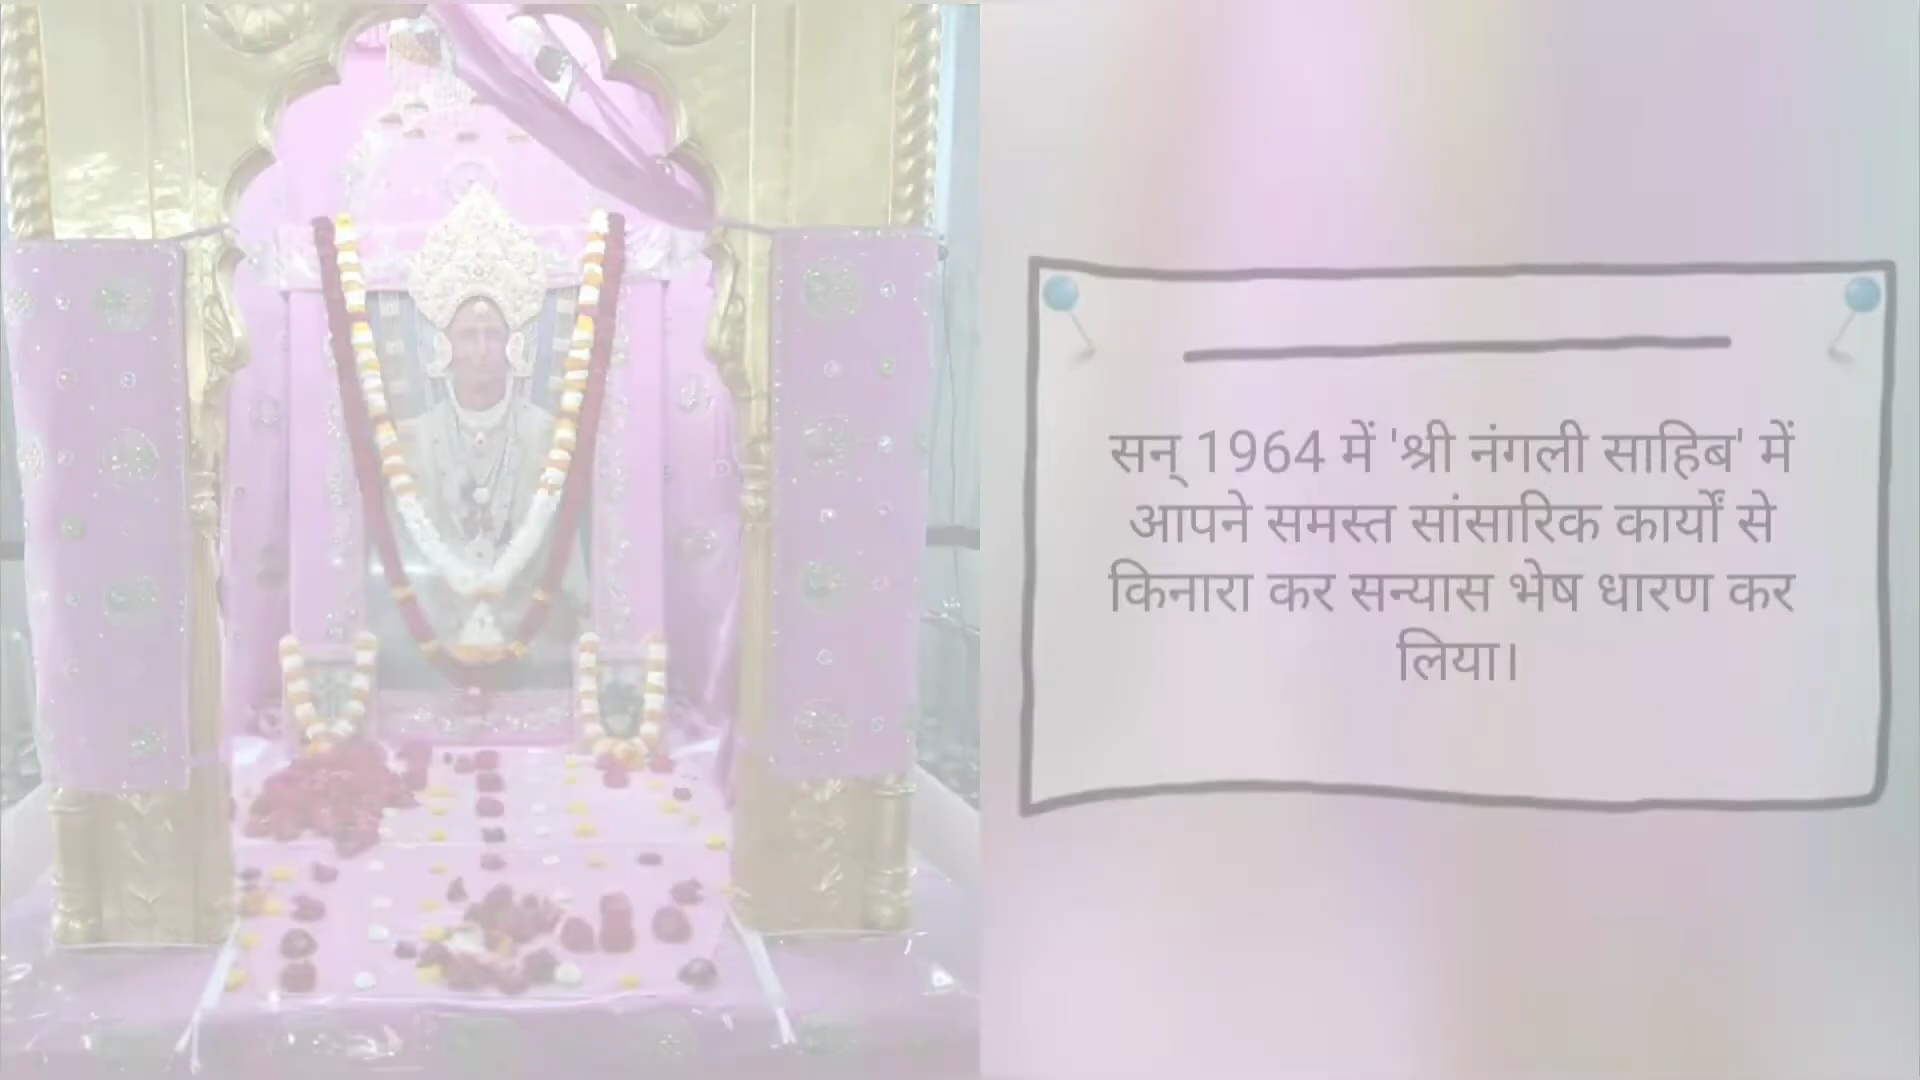 सन् 1964 में 'श्री नंगली साहिब' में
आपने समस्त सांसारिक कार्यों से
किनारा कर सन्यास भेष धारण कर
लिया।